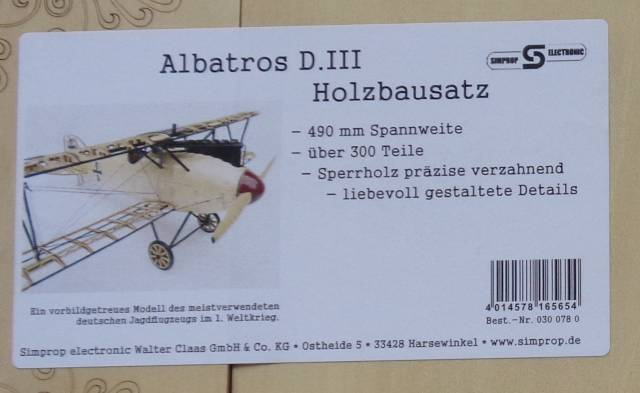 Albatros D.III
SIMPROP ELECTRONIC
Holzbausatz
– 490 mm Spannweite
– über 300 Teile
– Sperrholz präzise verzahnend
– liebevoll gestaltete Details
Ein vorbildgetreues Modell des meistverwendeten
deutschen Jagdflugzeugs im 1. Weltkrieg.
4 014578 165654
Best.-Nr. 030 078 0
Simprop electronic Walter Claas GmbH & Co. KG • Ostheide 5 • 33428 Harsewinkel • www.simprop.de